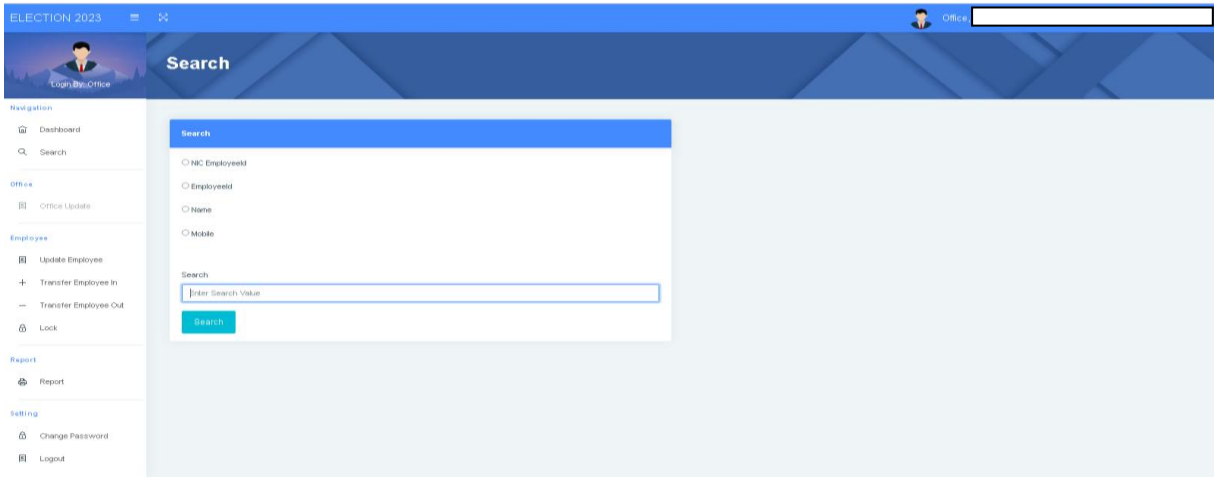 ELECTION 2023
Office,
Login By: Office
Search
Navigation
Dashboard
Search
Office
Office Update
Employee
Update Employee
Transfer Employee In
Transfer Employee Out
Lock
Report
Report
Setting
Change Password
Logout
Search
NIC EmployeeId
EmployeeId
Name
Mobile
Search
Enter Search Value
Search